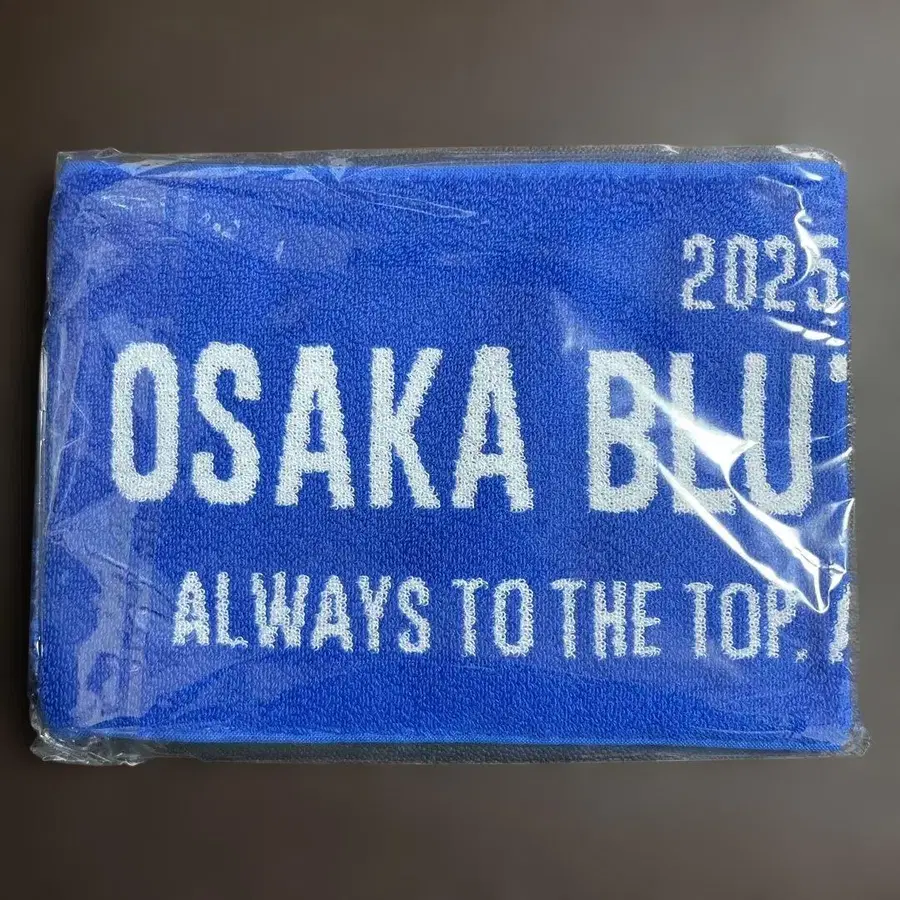 2025
OSAKA BLU
ALWAYS TO THE TOP.